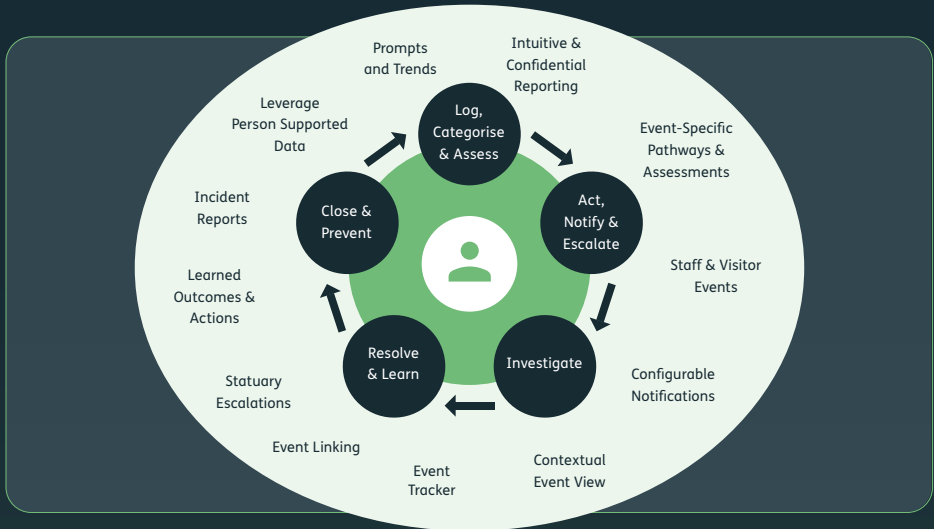 Prompts
and Trends
Intuitive &
Confidential
Reporting
Leverage
Person Supported
Data
Log,
Categorise
& Assess
Event-Specific
Pathways &
Assessments
Incident
Reports
Close &
Prevent
Act,
Notify &
Escalate
Staff & Visitor
Events
Learned
Outcomes &
Actions
Resolve
& Learn
Investigate
Configurable
Notifications
Statuary
Escalations
Event Linking
Event
Tracker
Contextual
Event View